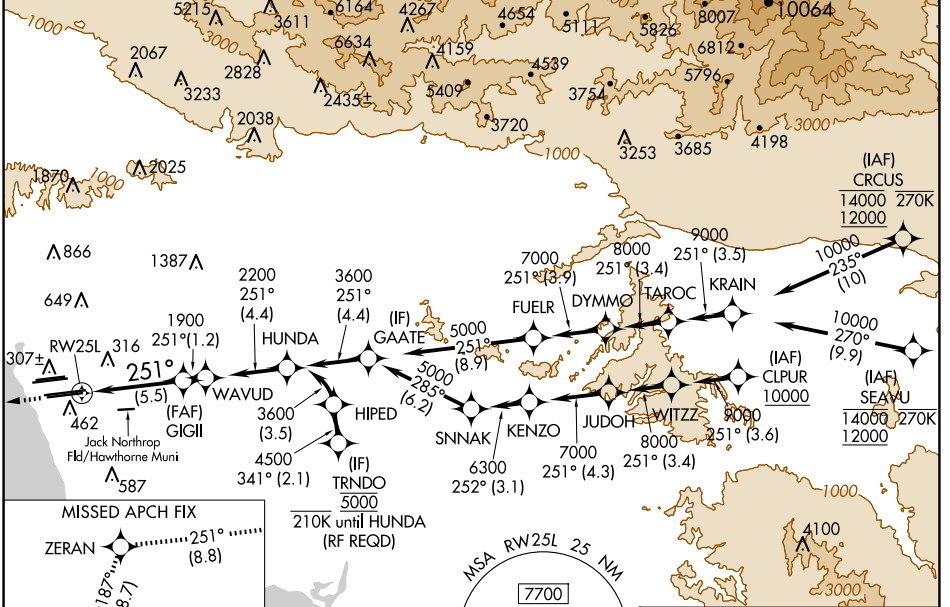 5215
3611
6164
4267
4654
5111
5826
8007
10064
2067
3000
6634
4159
4539
6812
4190
2828
3233
2435±
5409
3754
5796
7000
2038
3720
3253
3685
4198
3000
1000
1870
1000
2025
(IAF)
CRCUS
14000 270K
12000
866
1387
649
307±
316
462
587
RW25L
251°
(5.5)
(FAF)
GIGII
1900
251°(1.2)
WAVUD
2200
251°
(4.4)
HUNDA
3600
251°
(4.4)
(IF)
GAATE
5000
251°
(8.9)
FUELR
7000
251° (3.9)
DYMMO
8000
251° (3.4)
TAROC
9000
251° (3.5)
KRAIN
10000
235°
(10)
10000
270°
(9.9)
(IAF)
SEAVU
14000 270K
12000
(IAF)
CLPUR
10000
9000
251° (3.6)
WITZZ
8000
251° (3.4)
JUDOH
7000
251° (4.3)
KENZO
6300
252° (3.1)
SNNAK
5000
285°
(6.2)
HIPED
3600
(3.5)
4500
341° (2.1)
(IF)
TRNDO
5000
210K until HUNDA
(RF REQD)
Jack Northrop
Fld/Hawthorne Muni
MISSED APCH FIX
ZERAN
251°
(8.8)
187°
8.7)
MSA RW25L 25 NM
7700
1000
4100
3000